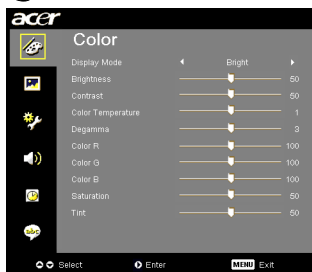 acer
Color
Display Mode Bright
Brightness 50
Contrast 50
Color Temperature 1
Degamma 3
Color R 100
Color G 100
Color B 100
Saturation 50
Tint 50
abc
Select Enter MENU Exit